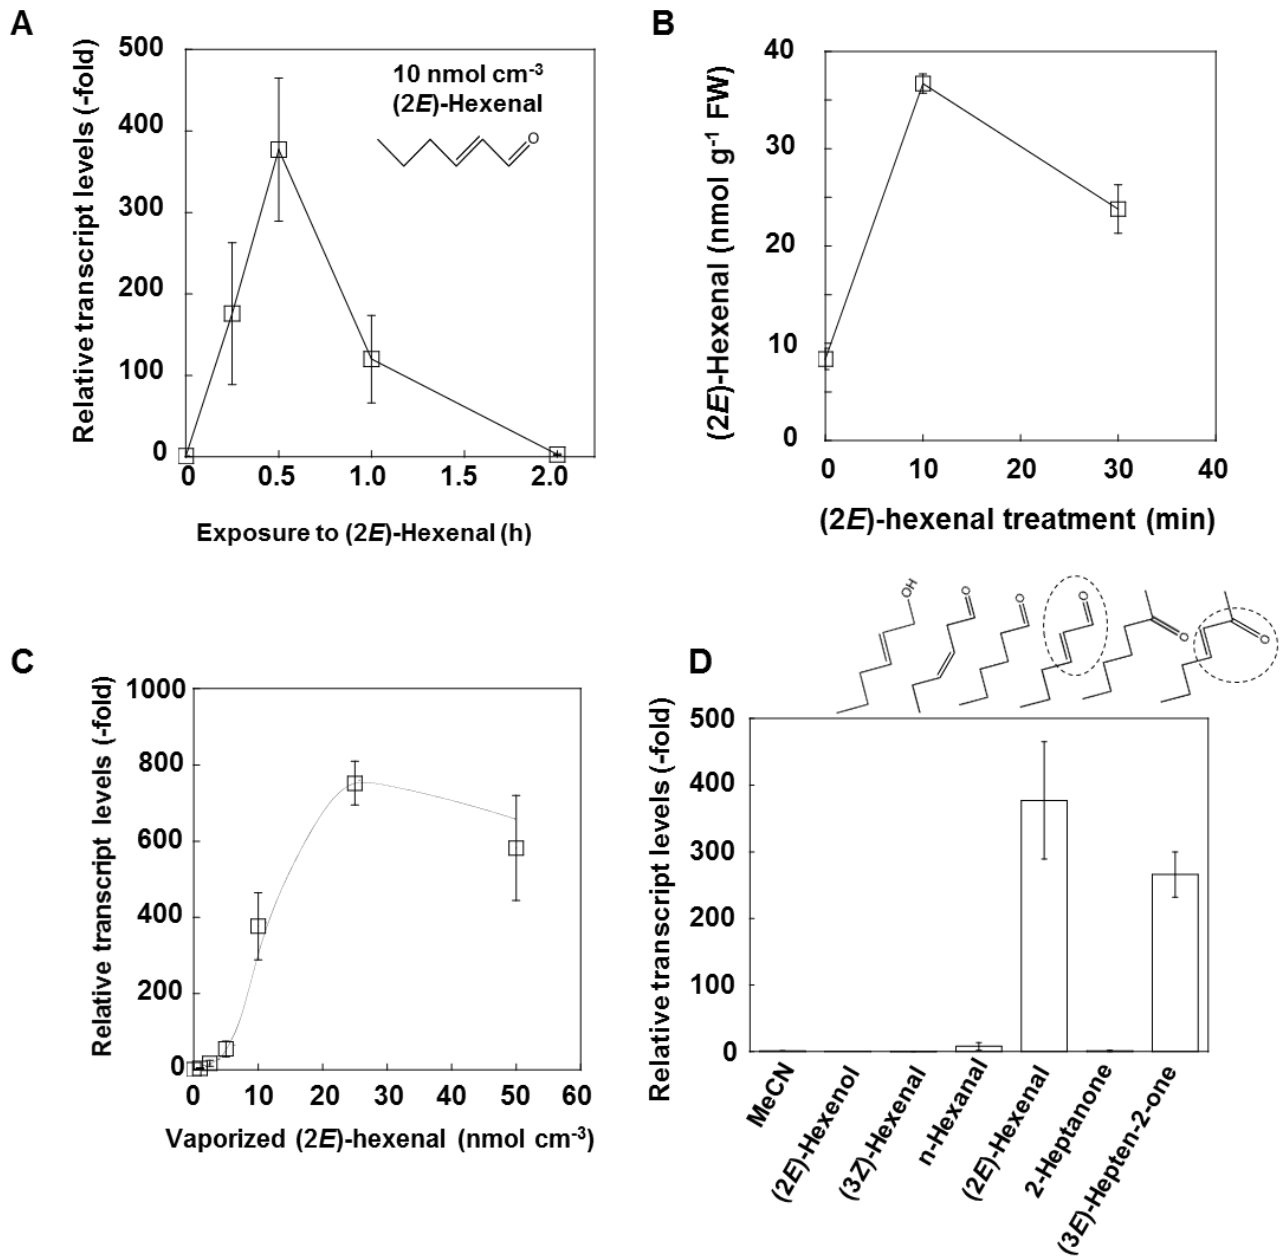 A
Relative transcript levels (-fold)
500
400
300
200
100
0
10 nmol cm-3
(2E)-Hexenal
O
0 0.5 1.0 1.5 2.0
Exposure to (2E)-Hexenal (h)
B
(2E)-Hexenal (nmol g-1 FW)
40
30
20
10
0
0 10 20 30 40
(2E)-hexenal treatment (min)
C
Relative transcript levels (-fold)
1000
800
600
400
200
0
0 10 20 30 40 50 60
Vaporized (2E)-hexenal (nmol cm-3)
D
OH O O O O O
Relative transcript levels (-fold)
500
400
300
200
100
0
MeCN
(2E)-Hexenol
(3Z)-Hexenal
n-Hexanal
(2E)-Hexenal
2-Heptanone
(3E)-Hepten-2-one